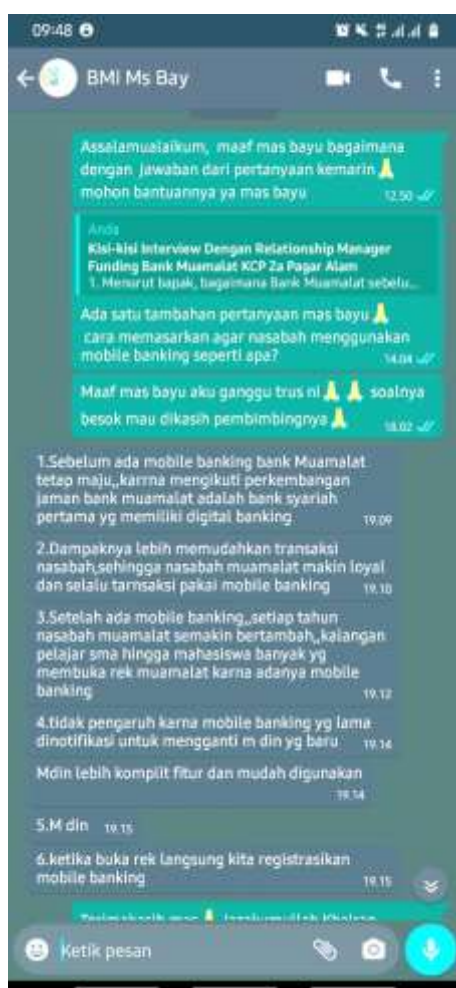 09:48
BMI Ms Bay
Assalamualaikum, maaf mas bayu bagaimana
dengan jawaban dari pertanyaan kemarin
mohon bantuannya ya mas bayu
12.50
Anda
Kisi-kisi Interview Dengan Relationship Manager
Funding Bank Muamalat KCP Za Pagar Alam
1. Menurut bapak, bagaimana Bank Muamalat sebelu...
Ada satu tambahan pertanyaan mas bayu
cara memasarkan agar nasabah menggunakan
mobile banking seperti apa?
14.04
Maaf mas bayu aku ganggu trus ni soalnya
besok mau dikasih pembimbingnya
18.02
1.Sebelum ada mobile banking bank Muamalat
tetap maju,,karrna mengikuti perkembangan
jaman bank muamalat adalah bank syariah
pertama yg memiliki digital banking
19.09
2.Dampaknya lebih memudahkan transaksi
nasabah,sehingga nasabah muamalat makin loyal
dan selalu tarnsaksi pakai mobile banking
19.10
3.Setelah ada mobile banking,,setiap tahun
nasabah muamalat semakin bertambah,,kalangan
pelajar sma hingga mahasiswa banyak yg
membuka rek muamalat karna adanya mobile
banking
19.12
4.tidak pengaruh karna mobile banking yg lama
dinotifikasi untuk mengganti m din yg baru
19.14
Mdin lebih komplit fitur dan mudah digunakan
19.14
5.M din
19.15
6.ketika buka rek langsung kita registrasikan
mobile banking
19.15
Ketik pesan